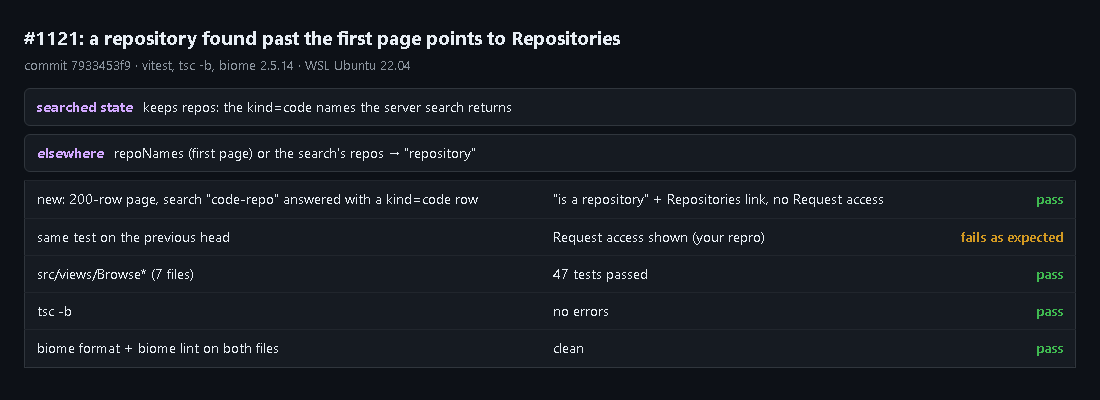 #1121: a repository found past the first page points to Repositories
commit 7933453f9 · vitest, tsc -b, biome 2.5.14 · WSL Ubuntu 22.04
searched state keeps repos: the kind=code names the server search returns
elsewhere repoNames (first page) or the search's repos → "repository"
new: 200-row page, search "code-repo" answered with a kind=code row "is a repository" + Repositories link, no Request access pass
same test on the previous head Request access shown (your repro) fails as expected
src/views/Browse* (7 files) 47 tests passed pass
tsc -b no errors pass
biome format + biome lint on both files clean pass